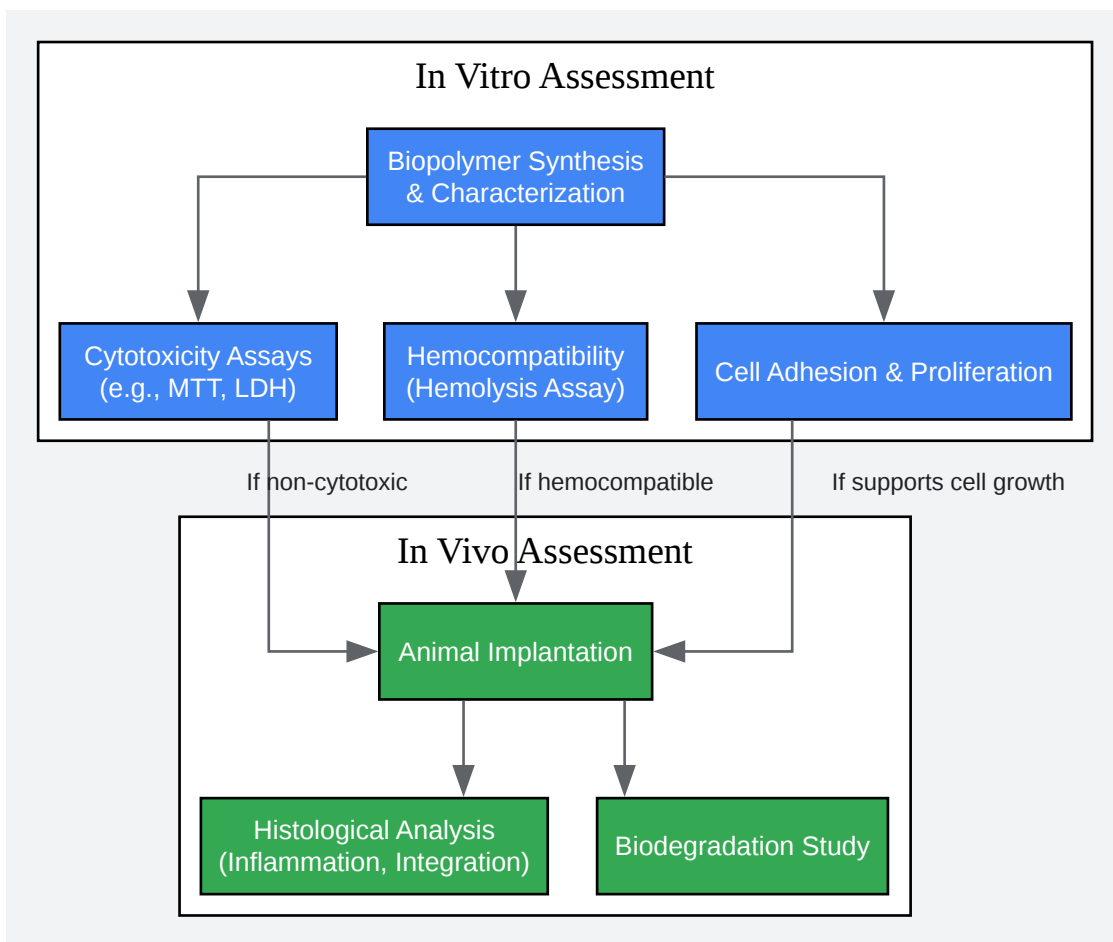 In Vitro Assessment
Biopolymer Synthesis
& Characterization
Cytotoxicity Assays
(e.g., MTT, LDH)
Hemocompatibility
(Hemolysis Assay)
Cell Adhesion & Proliferation
If non-cytotoxic
If hemocompatible
If supports cell growth
In Vivo Assessment
Animal Implantation
Histological Analysis
(Inflammation, Integration)
Biodegradation Study